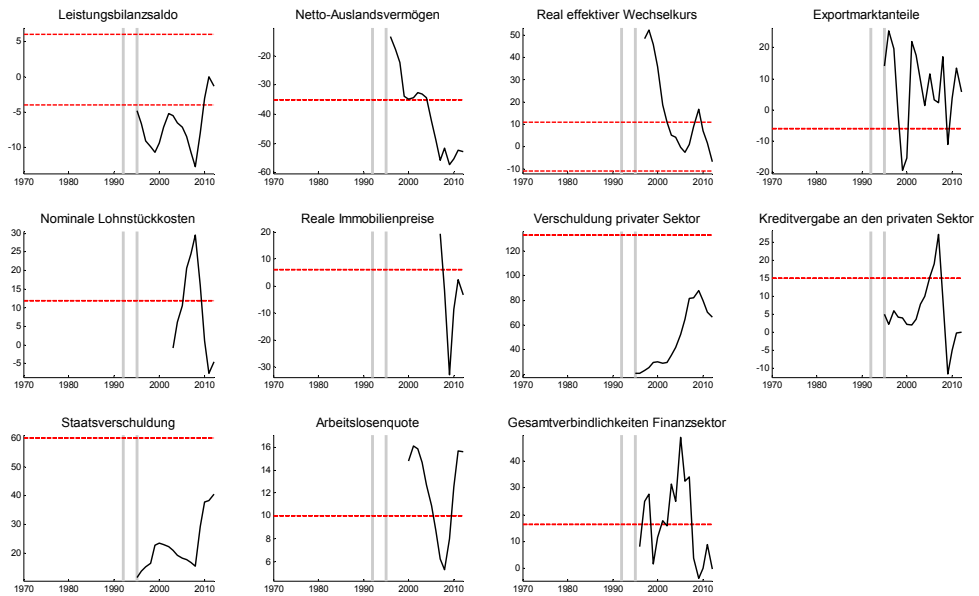 Leistungsbilanzsaldo
5
0
-5
-10
1970 1980 1990 2000 2010
Netto-Auslandsvermögen
-20
-30
-40
-50
-60
1970 1980 1990 2000 2010
Real effektiver Wechselkurs
50
40
30
20
10
0
-10
1970 1980 1990 2000 2010
Exportmarktanteile
20
10
0
-10
-20
1970 1980 1990 2000 2010
Nominale Lohnstückkosten
30
25
20
15
10
5
0
-5
1970 1980 1990 2000 2010
Reale Immobilienpreise
20
10
0
-10
-20
-30
1970 1980 1990 2000 2010
Verschuldung privater Sektor
120
100
80
60
40
20
1970 1980 1990 2000 2010
Kreditvergabe an den privaten Sektor
25
20
15
10
5
0
-5
-10
1970 1980 1990 2000 2010
Staatsverschuldung
60
50
40
30
20
1970 1980 1990 2000 2010
Arbeitslosenquote
16
14
12
10
8
6
1970 1980 1990 2000 2010
Gesamtverbindlichkeiten Finanzsektor
40
30
20
10
0
1970 1980 1990 2000 2010